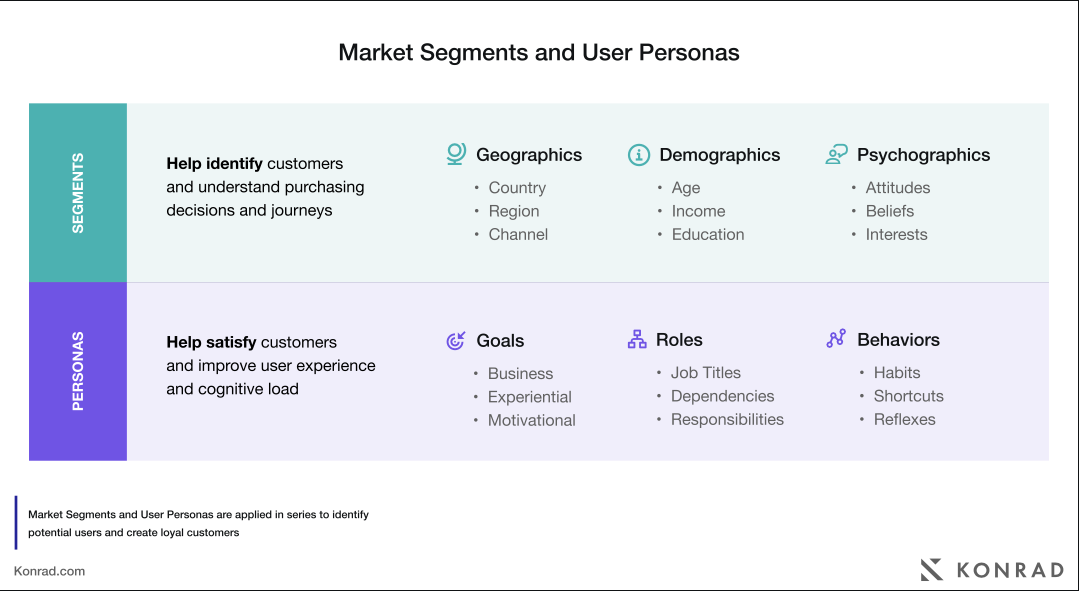 Market Segments and User Personas
SEGMENTS
Help identify customers
and understand purchasing
decisions and journeys
Geographics
• Country
• Region
• Channel
Demographics
• Age
• Income
• Education
Psychographics
• Attitudes
• Beliefs
• Interests
PERSONAS
Help satisfy customers
and improve user experience
and cognitive load
Goals
• Business
• Experiential
• Motivational
Roles
• Job Titles
• Dependencies
• Responsibilities
Behaviors
• Habits
• Shortcuts
• Reflexes
Market Segments and User Personas are applied in series to identify
potential users and create loyal customers
Konrad.com
KONRAD